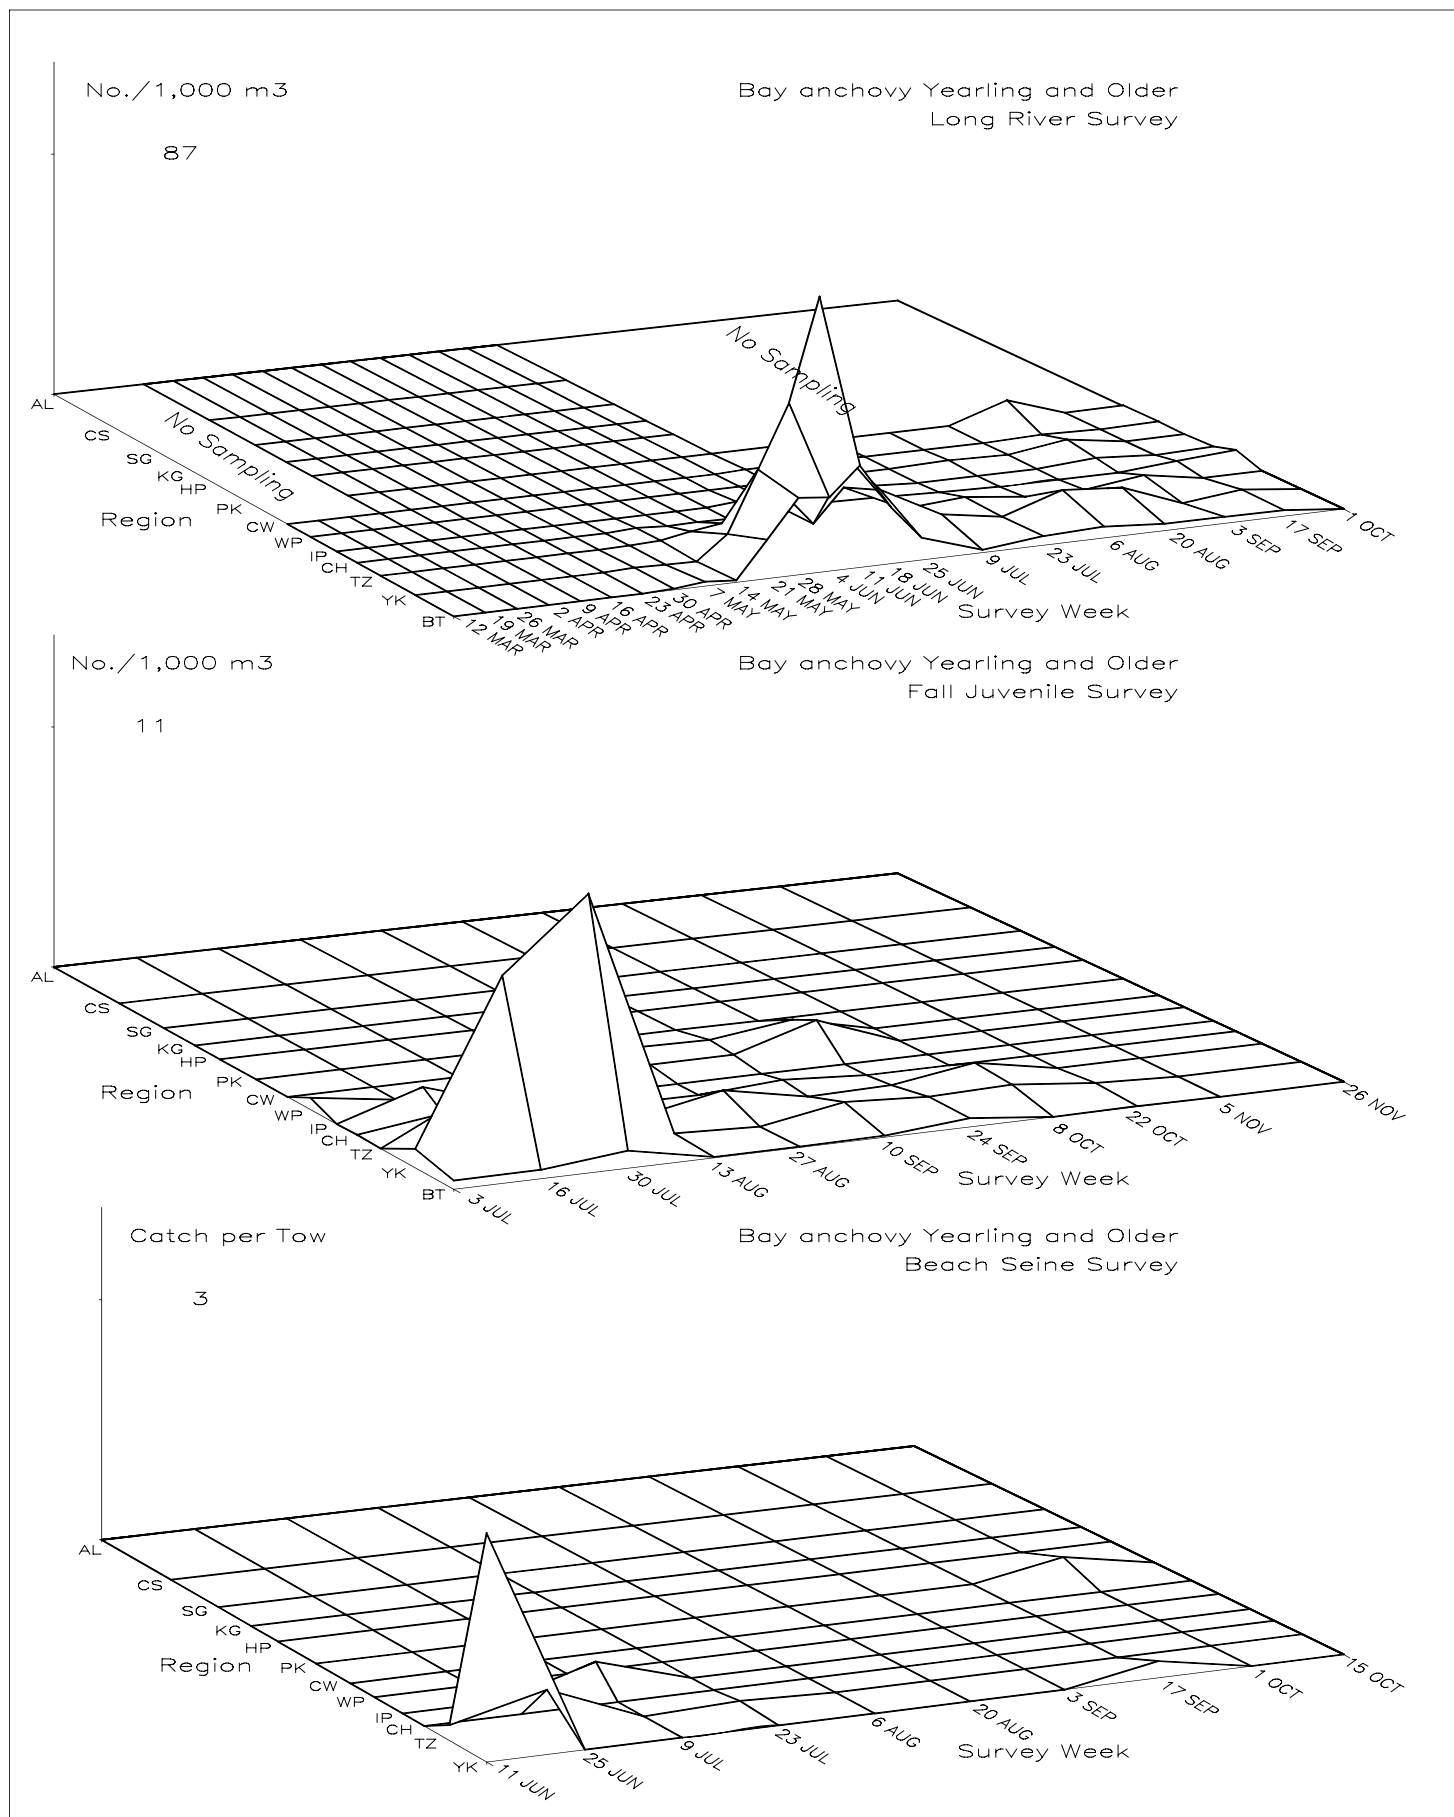 No./1,000 m3
Bay anchovy Yearling and Older
Long River Survey
87
No Sampling
AL
CS
No Sampling
SG
KG
HP
PK
Region
CW
WP
IP
CH
TZ
YK
BT
12 MAR
19 MAR
26 MAR
2 APR
9 APR
16 APR
23 APR
30 APR
7 MAY
14 MAY
21 MAY
28 MAY
4 JUN
11 JUN
18 JUN
25 JUN
9 JUL
23 JUL
6 AUG
20 AUG
3 SEP
17 SEP
1 OCT
Survey Week
No./1,000 m3
Bay anchovy Yearling and Older
Fall Juvenile Survey
11
AL
CS
SG
KG
HP
PK
Region
CW
WP
IP
CH
TZ
YK
BT
3 JUL
16 JUL
30 JUL
13 AUG
27 AUG
10 SEP
24 SEP
8 OCT
22 OCT
5 NOV
26 NOV
Survey Week
Catch per Tow
Bay anchovy Yearling and Older
Beach Seine Survey
3
AL
CS
SG
KG
HP
Region
PK
CW
WP
IP
CH
TZ
YK
11 JUN
25 JUN
9 JUL
23 JUL
6 AUG
20 AUG
3 SEP
17 SEP
1 OCT
15 OCT
Survey Week